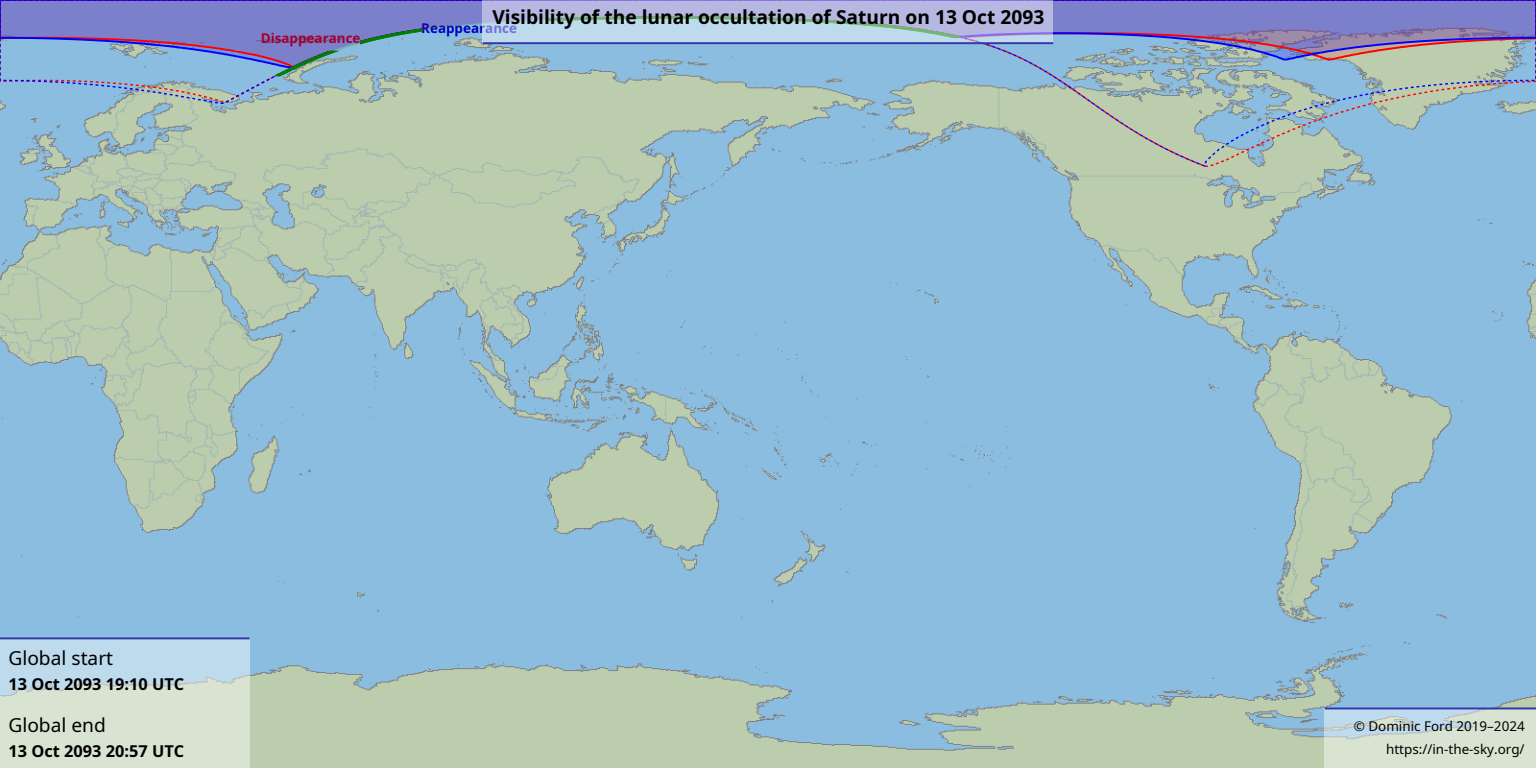 Visibility of the lunar occultation of Saturn on 13 Oct 2093
Disappearance
Reappearance
Global start
13 Oct 2093 19:10 UTC
Global end
13 Oct 2093 20:57 UTC
© Dominic Ford 2019–2024
https://in-the-sky.org/